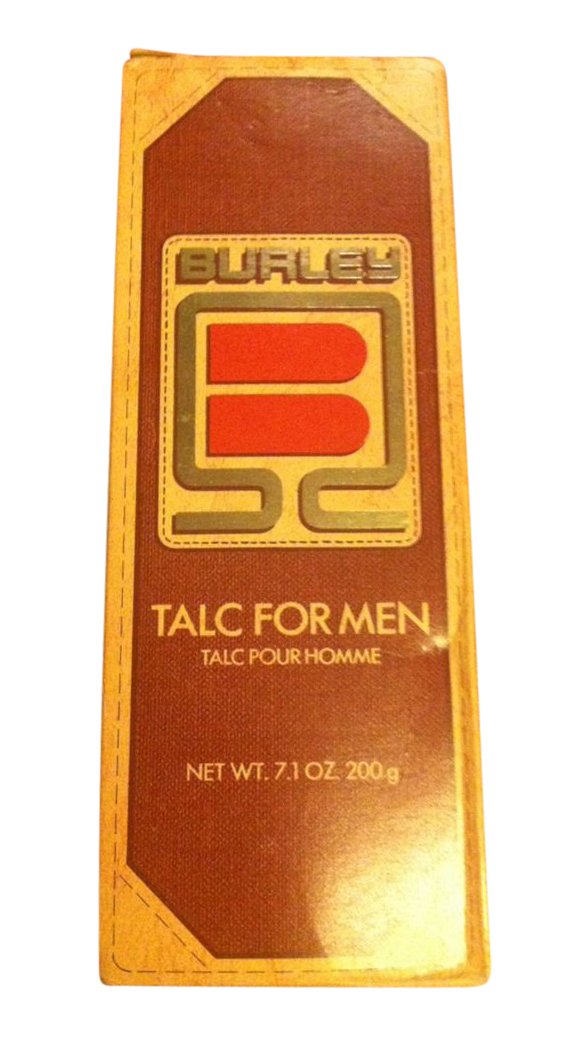 BURLEY
B
TALC FOR MEN
TALC POUR HOMME
NET WT. 7.1 OZ. 200 g